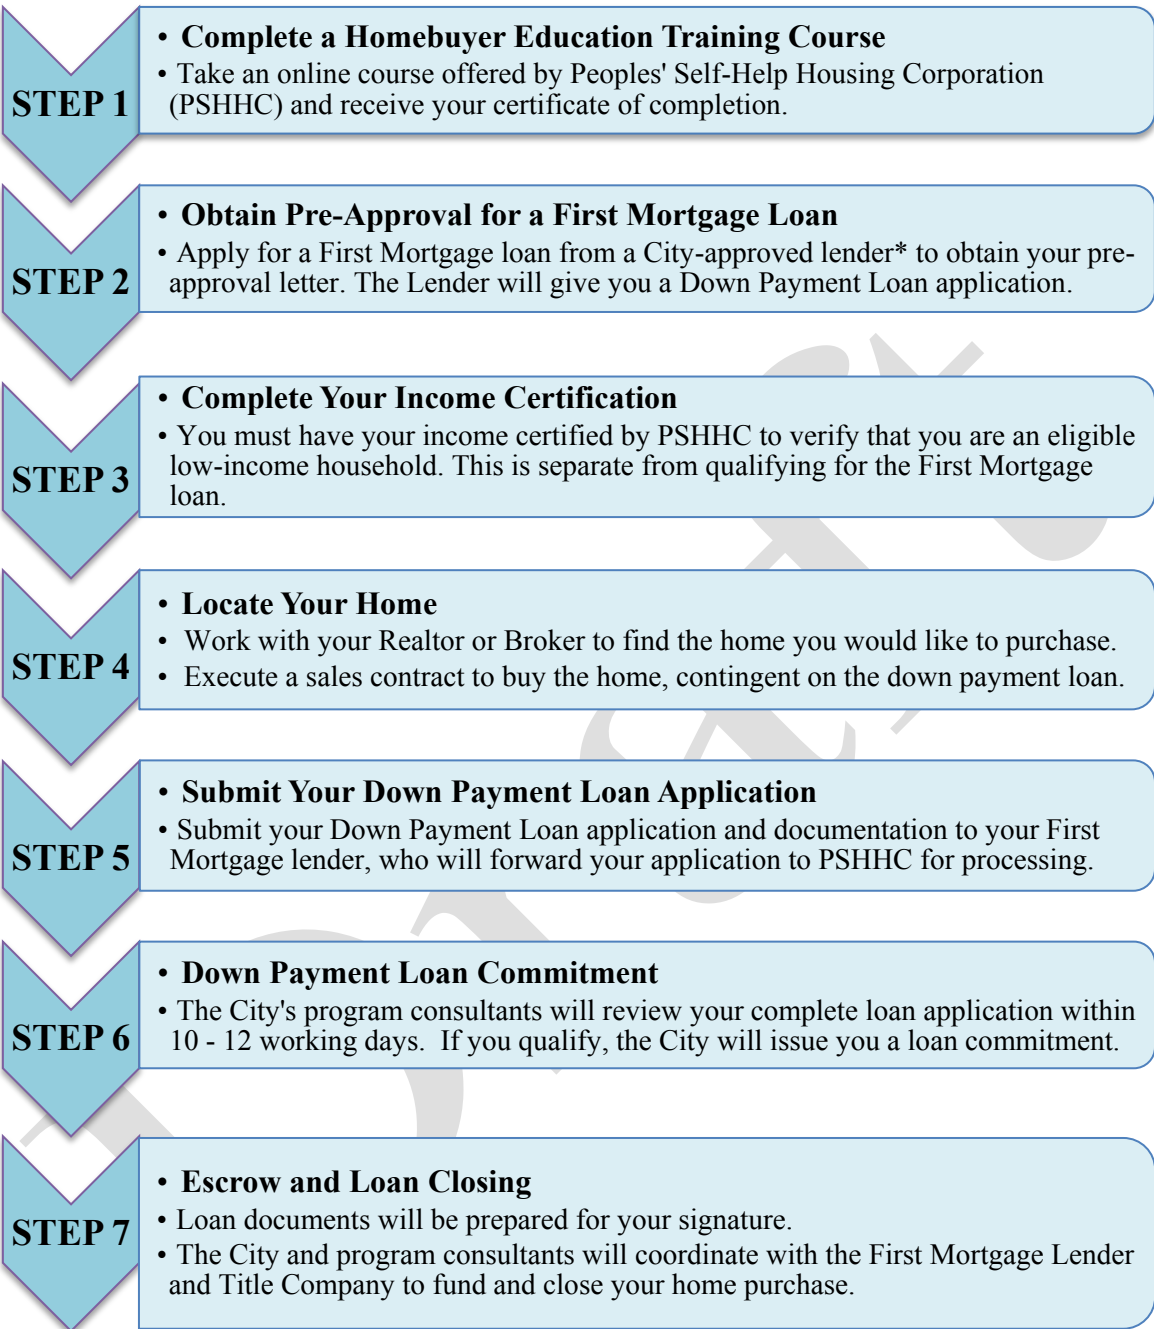 STEP 1
• Complete a Homebuyer Education Training Course
• Take an online course offered by Peoples' Self-Help Housing Corporation
(PSHHC) and receive your certificate of completion.
STEP 2
• Obtain Pre-Approval for a First Mortgage Loan
• Apply for a First Mortgage loan from a City-approved lender* to obtain your pre-
approval letter. The Lender will give you a Down Payment Loan application.
STEP 3
• Complete Your Income Certification
• You must have your income certified by PSHHC to verify that you are an eligible
low-income household. This is separate from qualifying for the First Mortgage
loan.
STEP 4
• Locate Your Home
• Work with your Realtor or Broker to find the home you would like to purchase.
• Execute a sales contract to buy the home, contingent on the down payment loan.
STEP 5
• Submit Your Down Payment Loan Application
• Submit your Down Payment Loan application and documentation to your First
Mortgage lender, who will forward your application to PSHHC for processing.
STEP 6
• Down Payment Loan Commitment
• The City's program consultants will review your complete loan application within
10 - 12 working days.  If you qualify, the City will issue you a loan commitment.
STEP 7
• Escrow and Loan Closing
• Loan documents will be prepared for your signature.
• The City and program consultants will coordinate with the First Mortgage Lender
and Title Company to fund and close your home purchase.
Draft